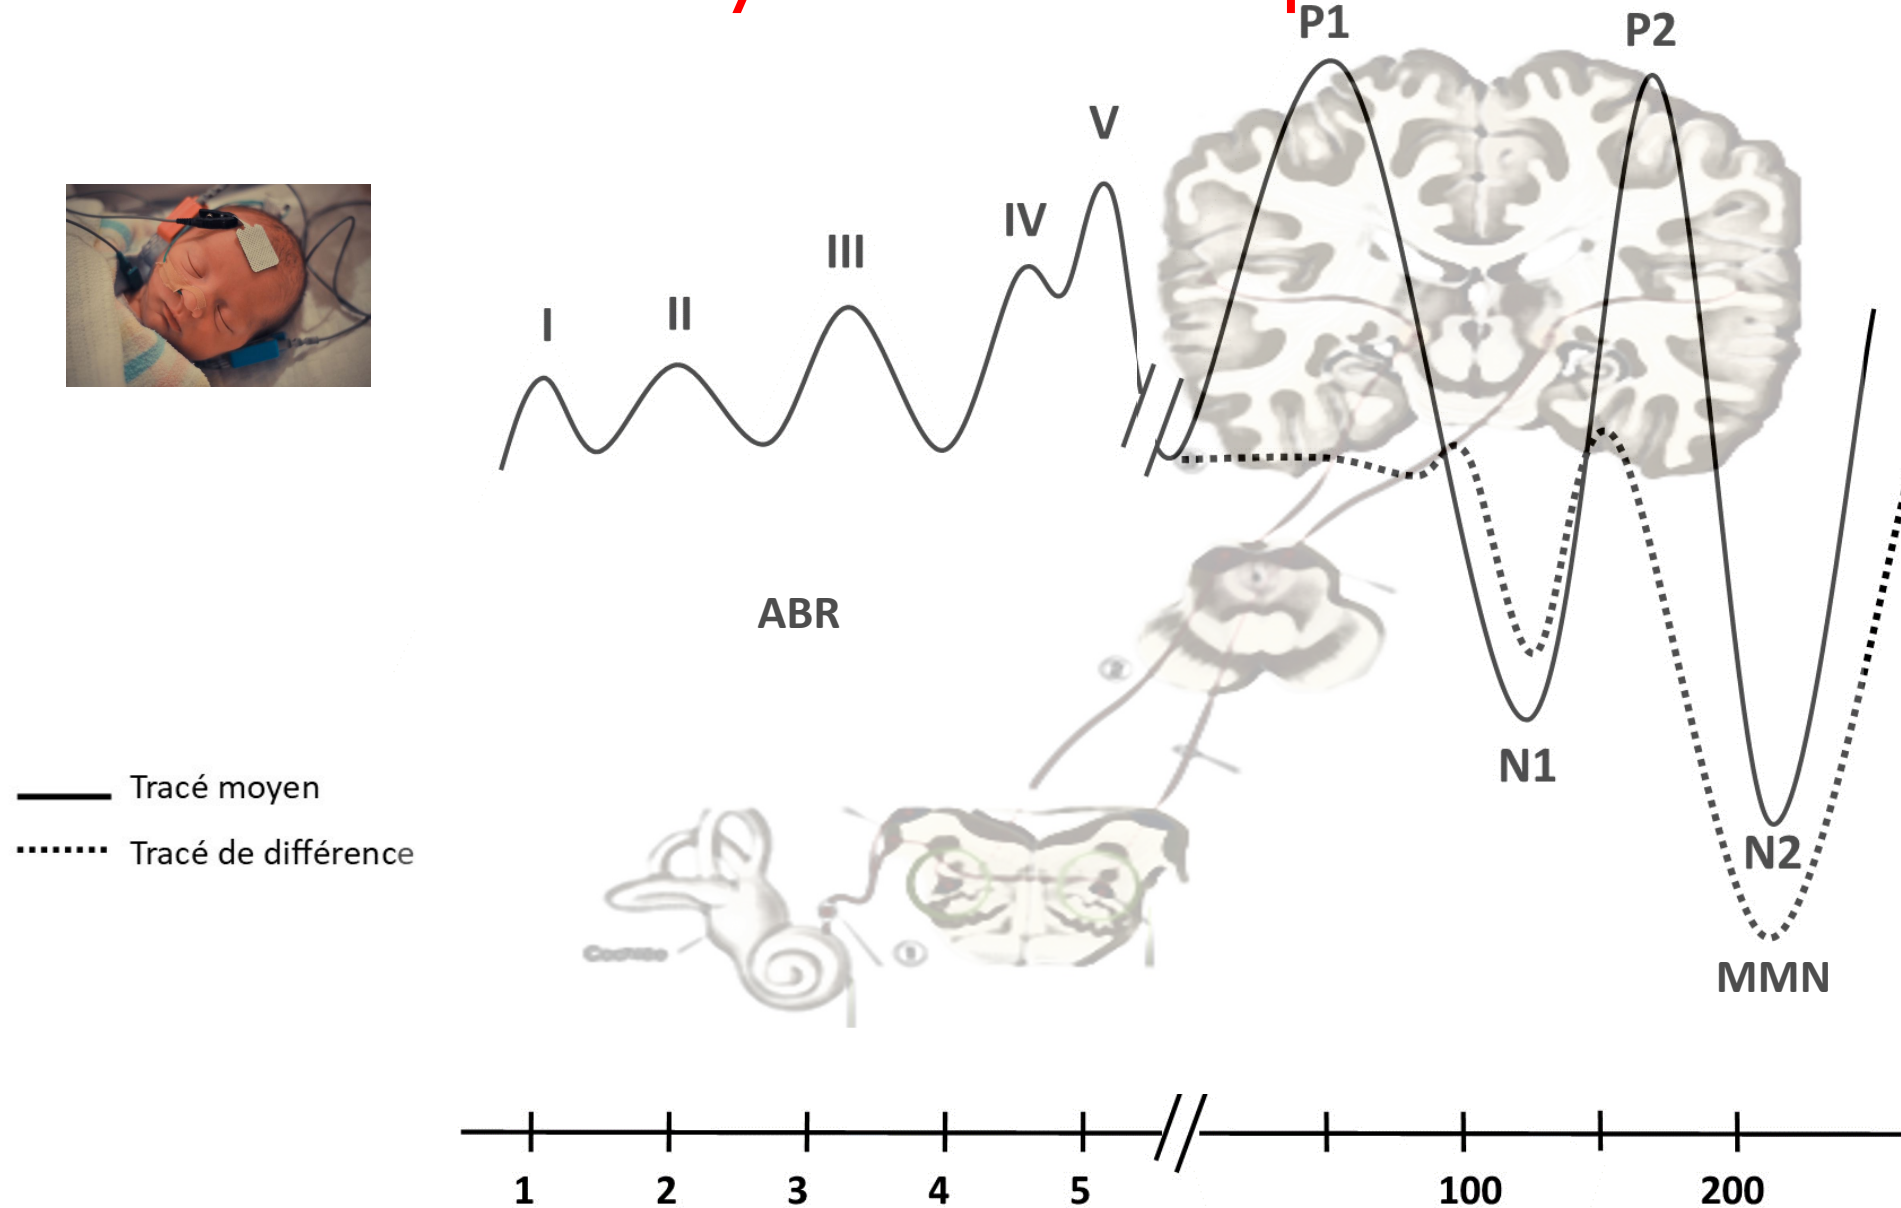 P1
P2
V
IV
III
II
I
ABR
N1
Tracé moyen
N2
Tracé de différence
Cochlée
MMN
1 2 3 4 5 100 200